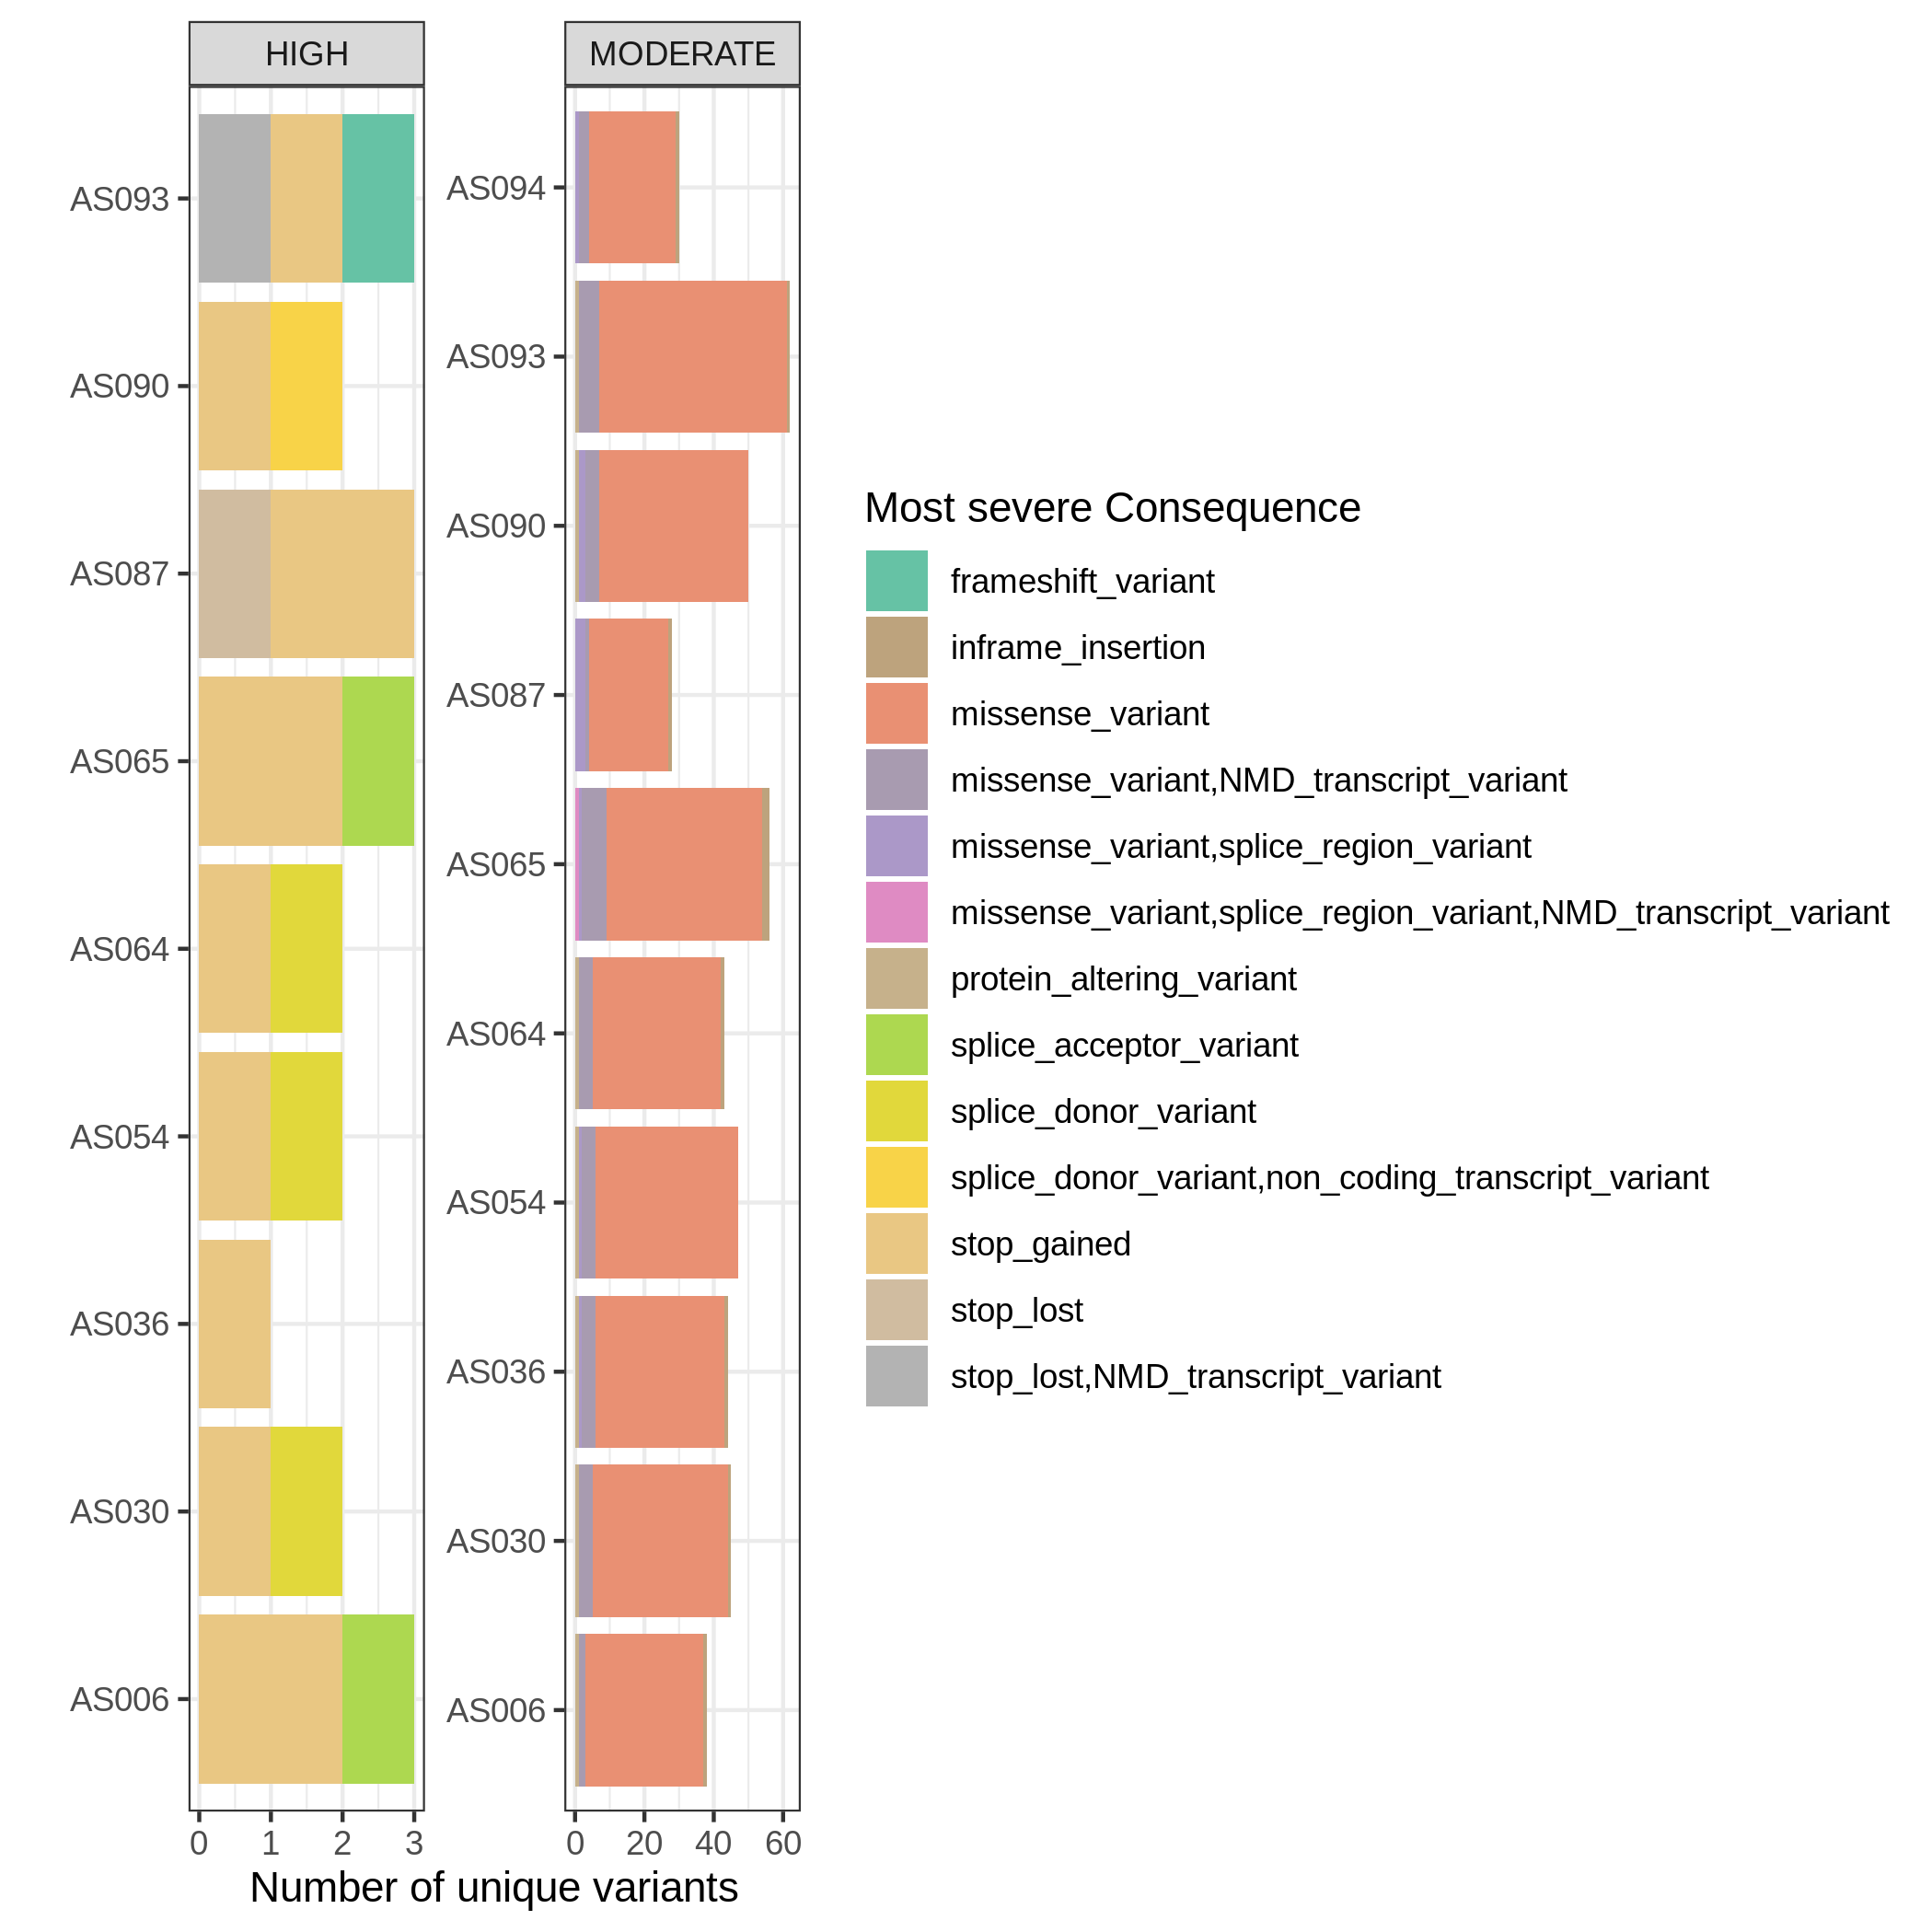 HIGH
MODERATE
AS093
AS090
AS087
AS065
AS064
AS054
AS036
AS030
AS006
0 1 2 3
AS094
AS093
AS090
AS087
AS065
AS064
AS054
AS036
AS030
AS006
0 20 40 60
Number of unique variants
Most severe Consequence
frameshift_variant
inframe_insertion
missense_variant
missense_variant,NMD_transcript_variant
missense_variant,splice_region_variant
missense_variant,splice_region_variant,NMD_transcript_variant
protein_altering_variant
splice_acceptor_variant
splice_donor_variant
splice_donor_variant,non_coding_transcript_variant
stop_gained
stop_lost
stop_lost,NMD_transcript_variant